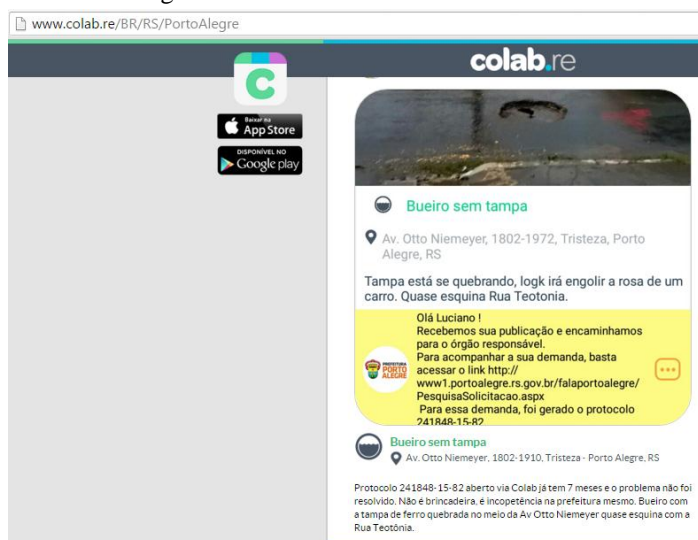 www.colab.re/BR/RS/PortoAlegre
colab.re
C
Baixar na
App Store
DISPONÍVEL NO
Google play
Bueiro sem tampa
Av. Otto Niemeyer, 1802-1972, Tristeza, Porto
Alegre, RS
Tampa está se quebrando, logk irá engolir a rosa de um
carro. Quase esquina Rua Teotonia.
Olá Luciano !
Recebemos sua publicação e encaminhamos
para o órgão responsável.
Para acompanhar a sua demanda, basta
acessar o link http://
www1.portoalegre.rs.gov.br/falaportoalegre/
PesquisaSolicitacao.aspx
Para essa demanda, foi gerado o protocolo
241848-15-82
PREFEITURA
PORTO
ALEGRE
Bueiro sem tampa
Av. Otto Niemeyer, 1802-1910, Tristeza - Porto Alegre, RS
Protocolo 241848-15-82 aberto via Colab já tem 7 meses e o problema não foi
resolvido. Não é brincadeira, é incopetência na prefeitura mesmo. Bueiro com
a tampa de ferro quebrada no meio da Av Otto Niemeyer quase esquina com a
Rua Teotônia.